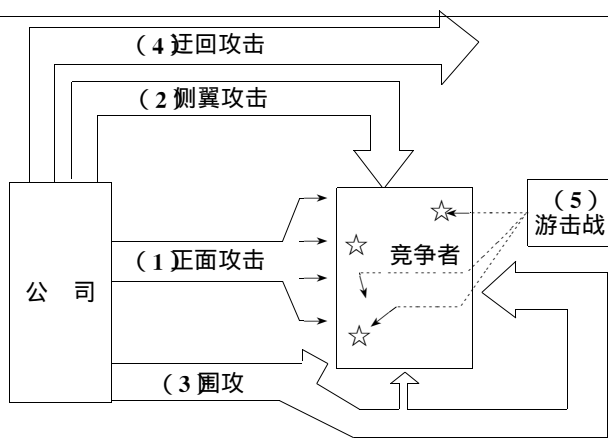 （4）迂回攻击
（2）侧翼攻击
（5）
游击战
竞争者
（1）正面攻击
公 司
（3）围攻